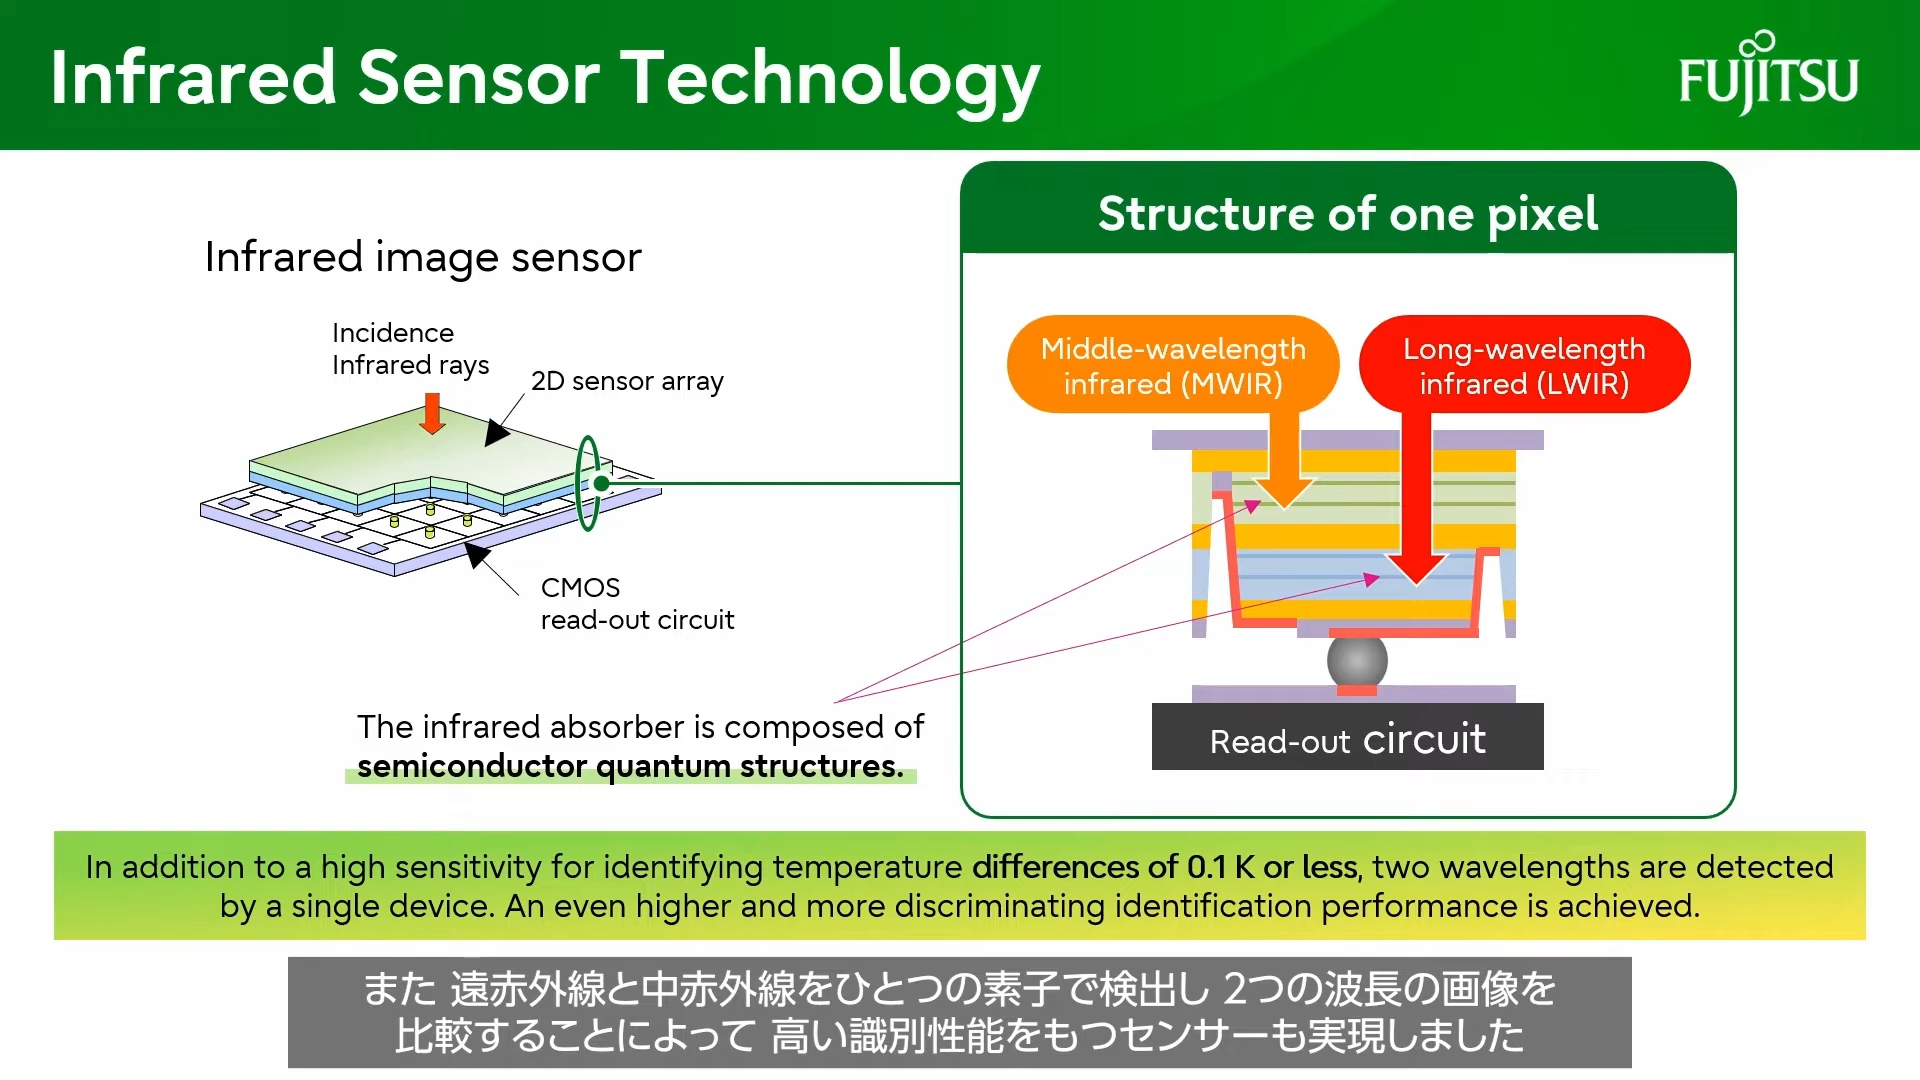 Infrared Sensor Technology
FUJITSU
Infrared image sensor
Incidence
Infrared rays
2D sensor array
CMOS
read-out circuit
The infrared absorber is composed of
semiconductor quantum structures.
Structure of one pixel
Middle-wavelength
infrared (MWIR)
Long-wavelength
infrared (LWIR)
Read-out circuit
In addition to a high sensitivity for identifying temperature differences of 0.1 K or less, two wavelengths are detected
by a single device. An even higher and more discriminating identification performance is achieved.
また 遠赤外線と中赤外線をひとつの素子で検出し 2つの波長の画像を
比較することによって 高い識別性能をもつセンサーも実現しました